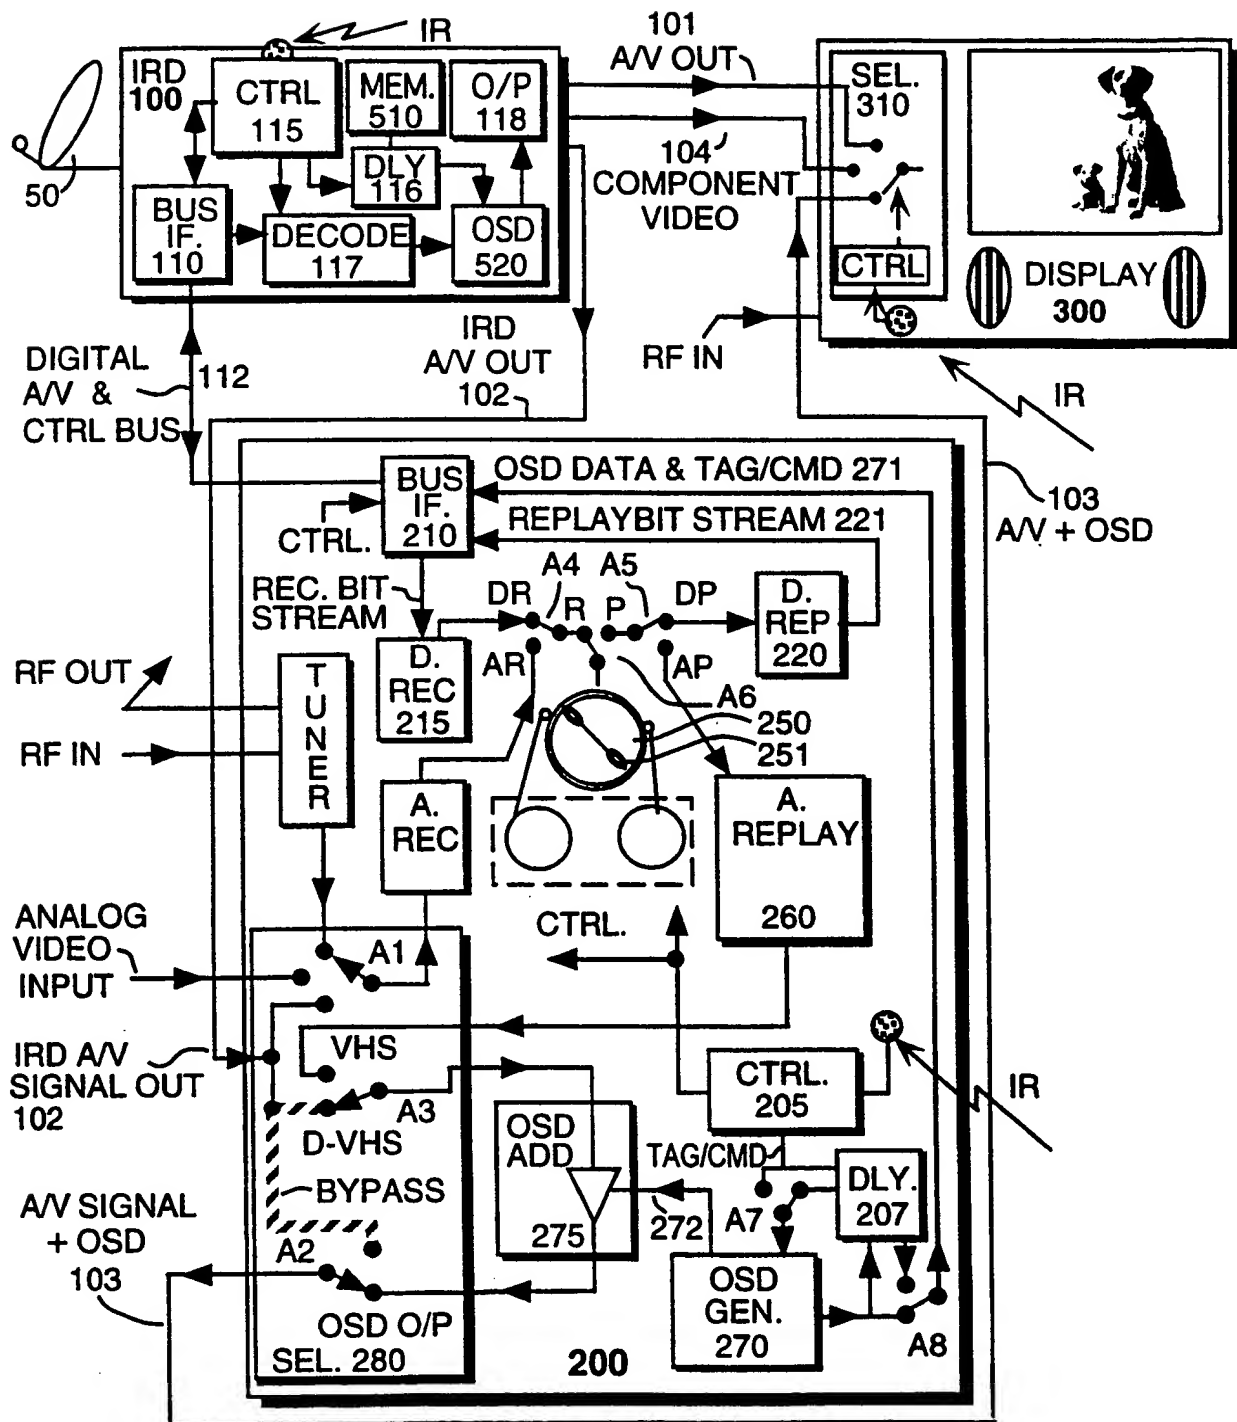 IR
101
A/V OUT
IRD
100
CTRL
115
MEM.
510
O/P
118
SEL.
310
50
DLY
116
104
COMPONENT
VIDEO
BUS
IF.
110
DECODE
117
OSD
520
CTRL
DISPLAY
300
RF IN
IRD
A/V OUT
102
DIGITAL
A/V &
CTRL BUS
112
IR
OSD DATA & TAG/CMD 271
BUS
IF.
210
CTRL.
REPLAYBIT STREAM 221
103
A/V + OSD
REC. BIT
STREAM
A4
A5
DR
R
P
DP
D.
REP
220
AR
AP
D.
REC
215
A6
250
251
RF OUT
RF IN
TUNER
A.
REC
A.
REPLAY
260
ANALOG
VIDEO
INPUT
A1
CTRL.
IRD A/V
SIGNAL OUT
102
VHS
A3
D-VHS
BYPASS
CTRL.
205
IR
OSD
ADD
275
TAG/CMD
DLY.
207
A7
272
A/V SIGNAL
+ OSD
103
A2
OSD O/P
SEL. 280
OSD
GEN.
270
A8
200